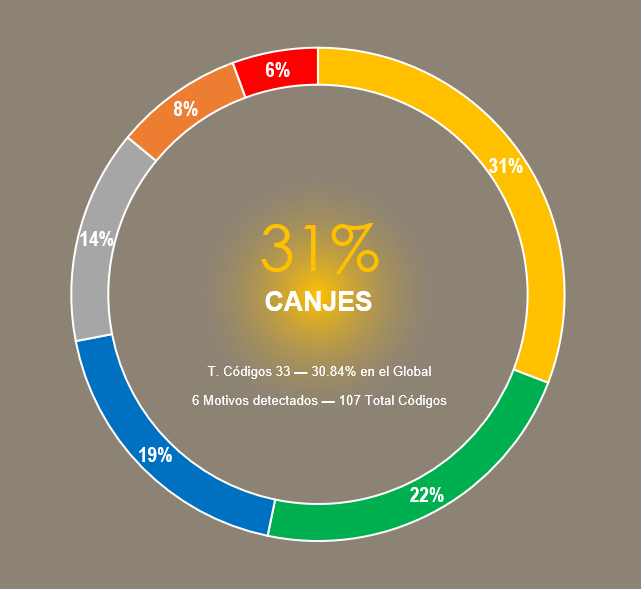 6%
8%
31%
14%
31%
CANJES
T. Códigos 33 — 30.84% en el Global
6 Motivos detectados — 107 Total Códigos
19%
22%